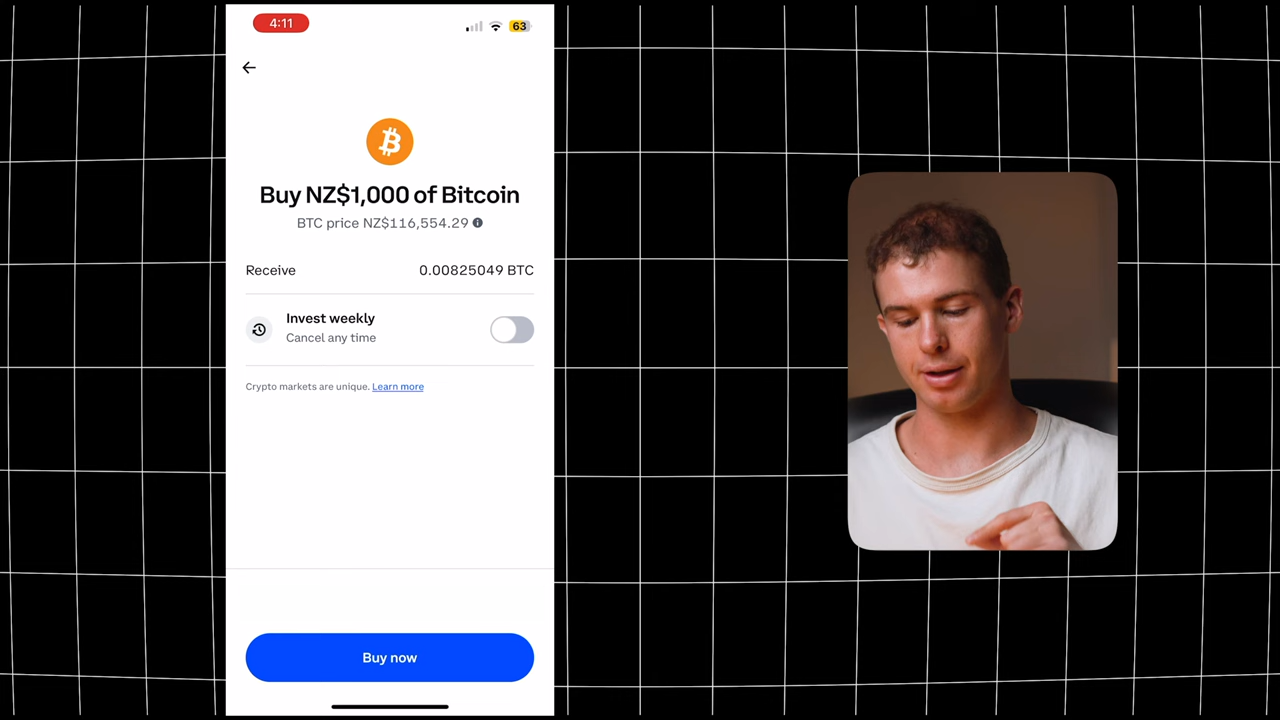 4:11
63
Buy NZ$1,000 of Bitcoin
BTC price NZ$116,554.29
Receive
0.00825049 BTC
Invest weekly
Cancel any time
Crypto markets are unique. Learn more
Buy now